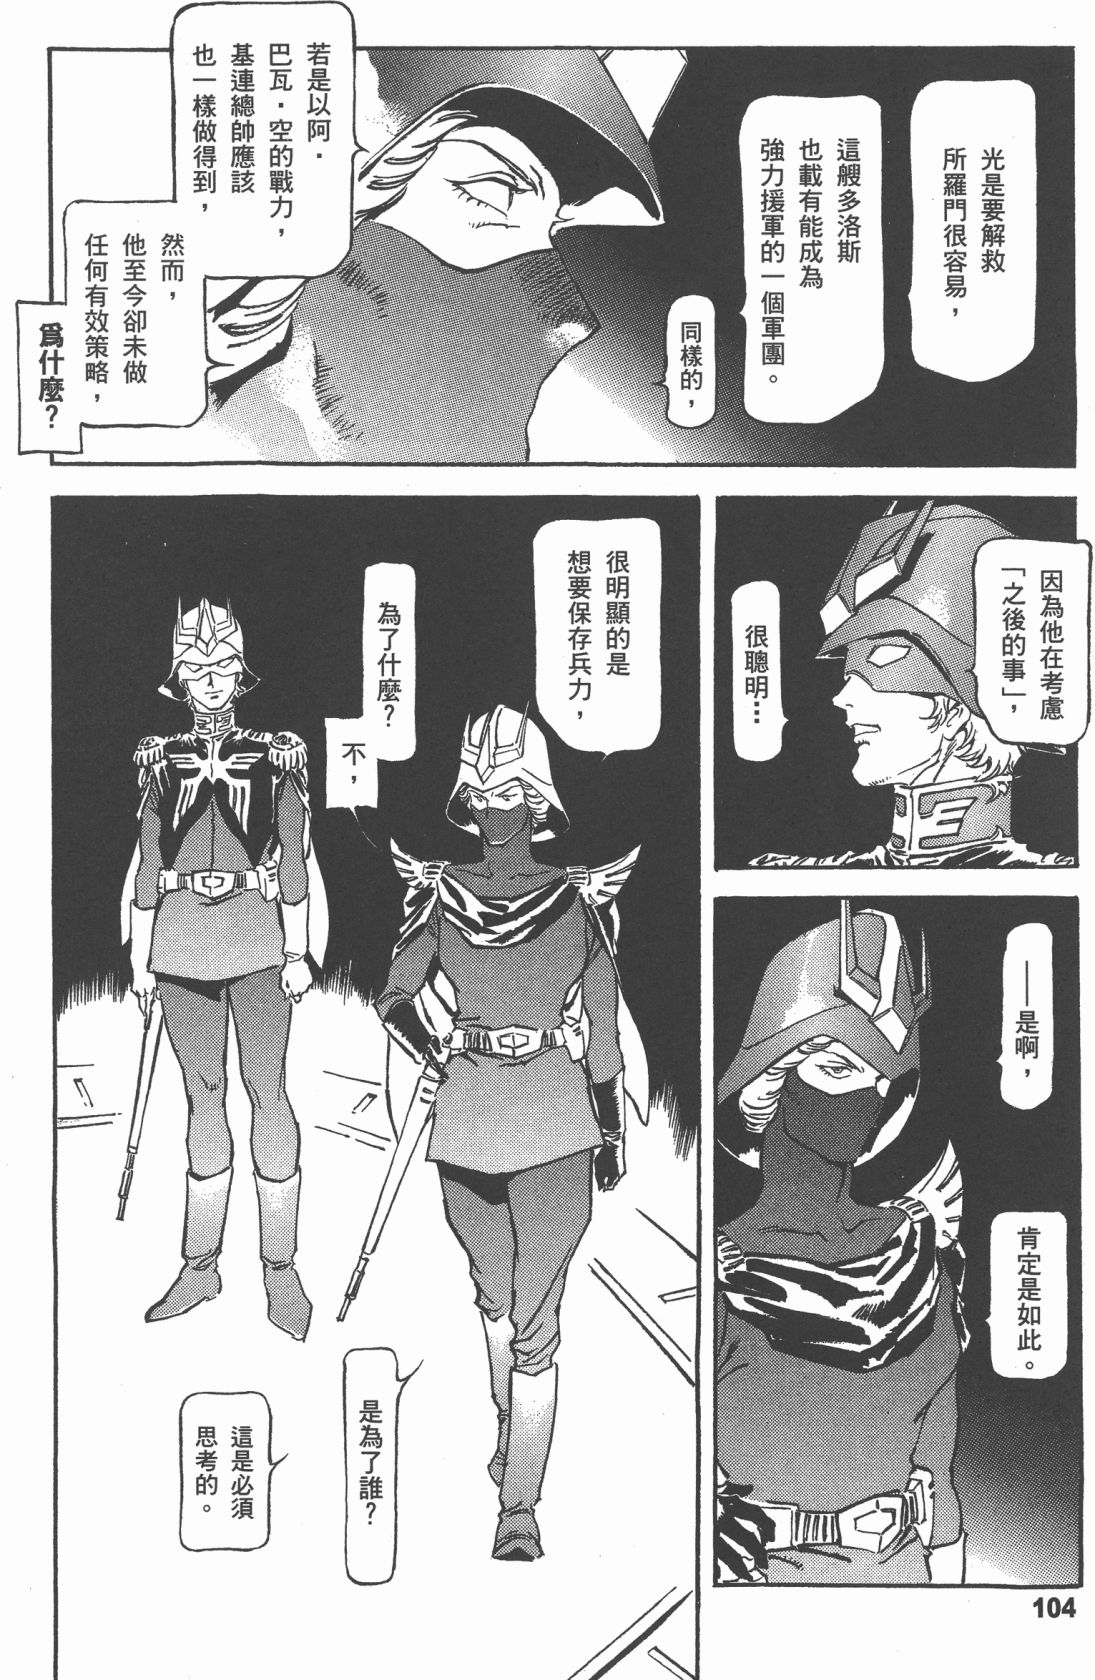 光是要解救
所羅門很容易，
這艘多洛斯
也載有能成為
強力援軍的一個軍團。
同樣的，
若是以阿·
巴瓦·空的戰力，
基連總帥應該
也一樣做得到，
然而，
他至今卻未做
任何有效策略，
爲什麼？
因為他在考慮
「之後的事」，
很聰明…
——是啊，
肯定是如此。
很明顯的是
想要保存兵力，
為了什麼？
不，
是為了誰？
這是必須
思考的。
104